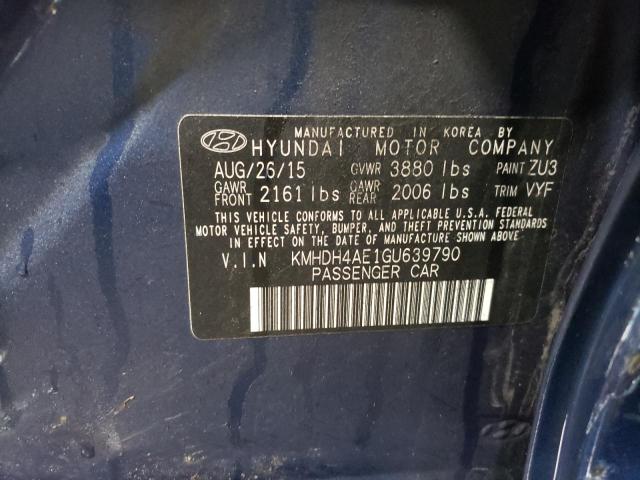 MANUFACTURED IN KOREA BY
HYUNDAI MOTOR COMPANY
AUG/26/15 GVWR 3880 lbs PAINT ZU3
GAWR FRONT 2161 lbs GAWR REAR 2006 lbs TRIM VYF
THIS VEHICLE CONFORMS TO ALL APPLICABLE U.S.A. FEDERAL
MOTOR VEHICLE SAFETY, BUMPER, AND THEFT PREVENTION STANDARDS
IN EFFECT ON THE DATE OF MANUFACTURE SHOWN ABOVE.
V.I.N KMHDH4AE1GU639790
PASSENGER CAR